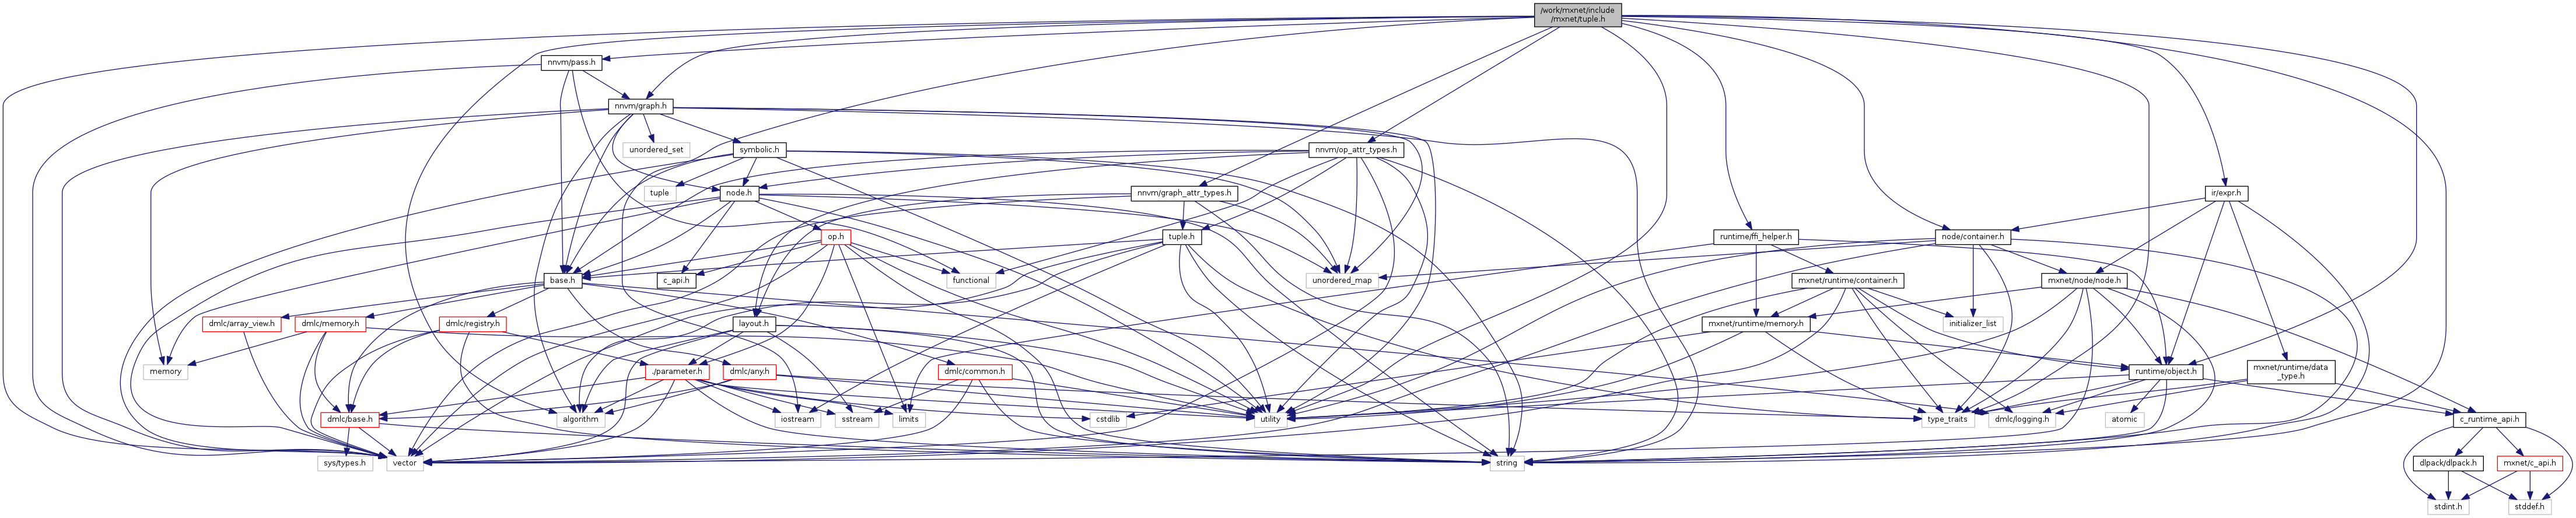 /work/mxnet/include
/mxnet/tuple.h
nnvm/pass.h
nnvm/graph.h
unordered_set
symbolic.h
nnvm/op_attr_types.h
tuple
node.h
nnvm/graph_attr_types.h
ir/expr.h
op.h
tuple.h
runtime/ffi_helper.h
node/container.h
base.h
c_api.h
functional
unordered_map
mxnet/runtime/container.h
mxnet/node/node.h
dmlc/array_view.h
dmlc/memory.h
dmlc/registry.h
layout.h
mxnet/runtime/memory.h
initializer_list
memory
./parameter.h
dmlc/any.h
dmlc/common.h
runtime/object.h
mxnet/runtime/data
_type.h
dmlc/base.h
algorithm
iostream
sstream
limits
cstdlib
utility
type_traits
dmlc/logging.h
atomic
c_runtime_api.h
sys/types.h
vector
string
dlpack/dlpack.h
mxnet/c_api.h
stdint.h
stddef.h